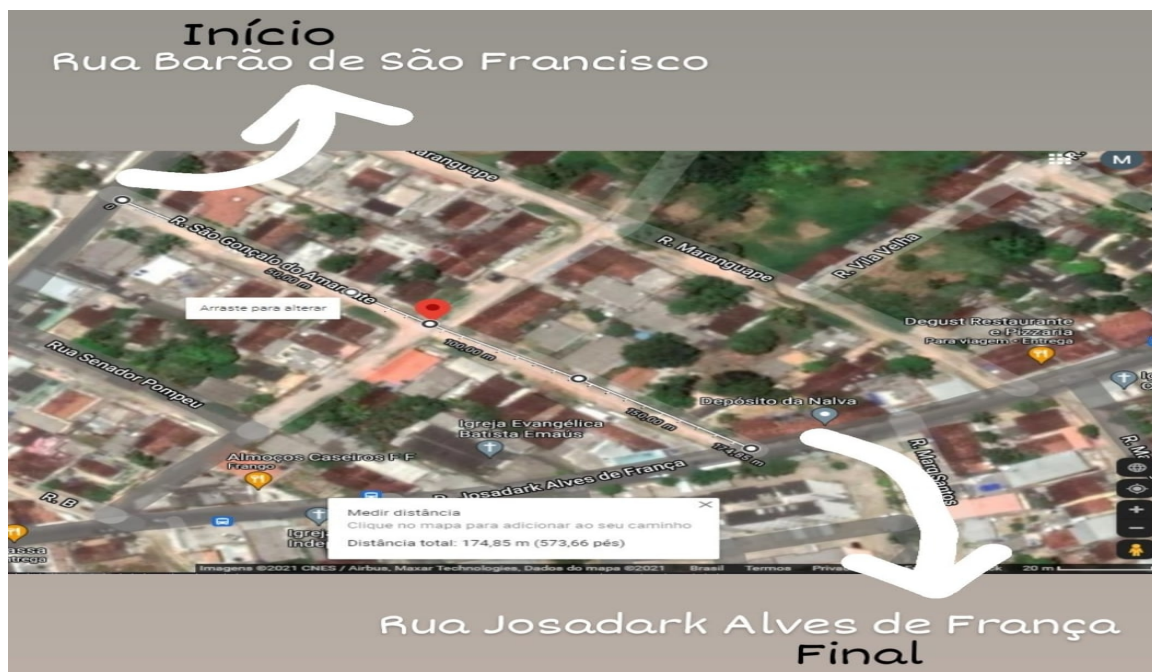 Início
Rua Barão de São Francisco
Maranguape
R.
M
0
R. São Gonçalo do Amarante
50,00 m
R. Maranguape
R. Vila Velha
Arraste para alterar
Degust Restaurante
e Pizzaria
Para viagem · Entrega
100,00 m
Rua Senador Pompeu
Depósito da Nalva
150,00 m
Igreja Evangélica
Batista Emaús
174,85 m
Almoços Caseiros F F
Frango
R. Josadark Alves de França
R. B
Medir distância
Clique no mapa para adicionar ao seu caminho
Distância total: 174,85 m (573,66 pés)
Imagens ©2021 CNES / Airbus, Maxar Technologies, Dados do mapa ©2021 Brasil Termos 20 m
Rua Josadark Alves de França
Final